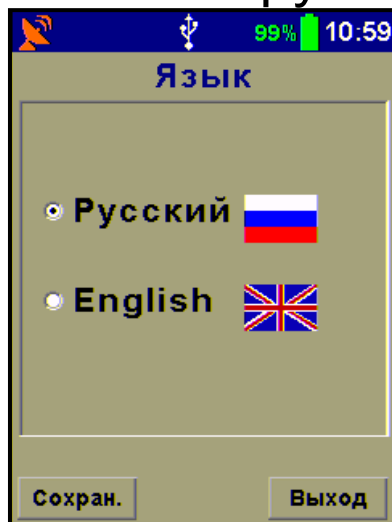 99% 10:59
Язык
Русский
English
Сохран. Выход